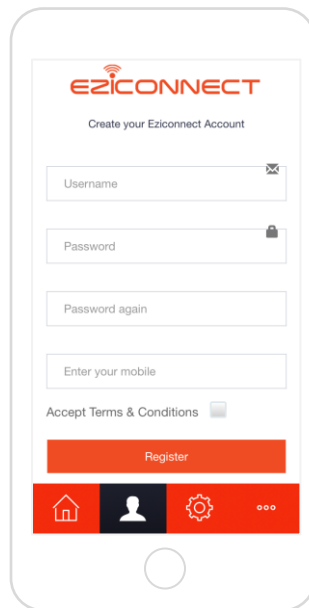 EZICONNECT
Create your Eziconnect Account
Username
Password
Password again
Enter your mobile
Accept Terms & Conditions
Register